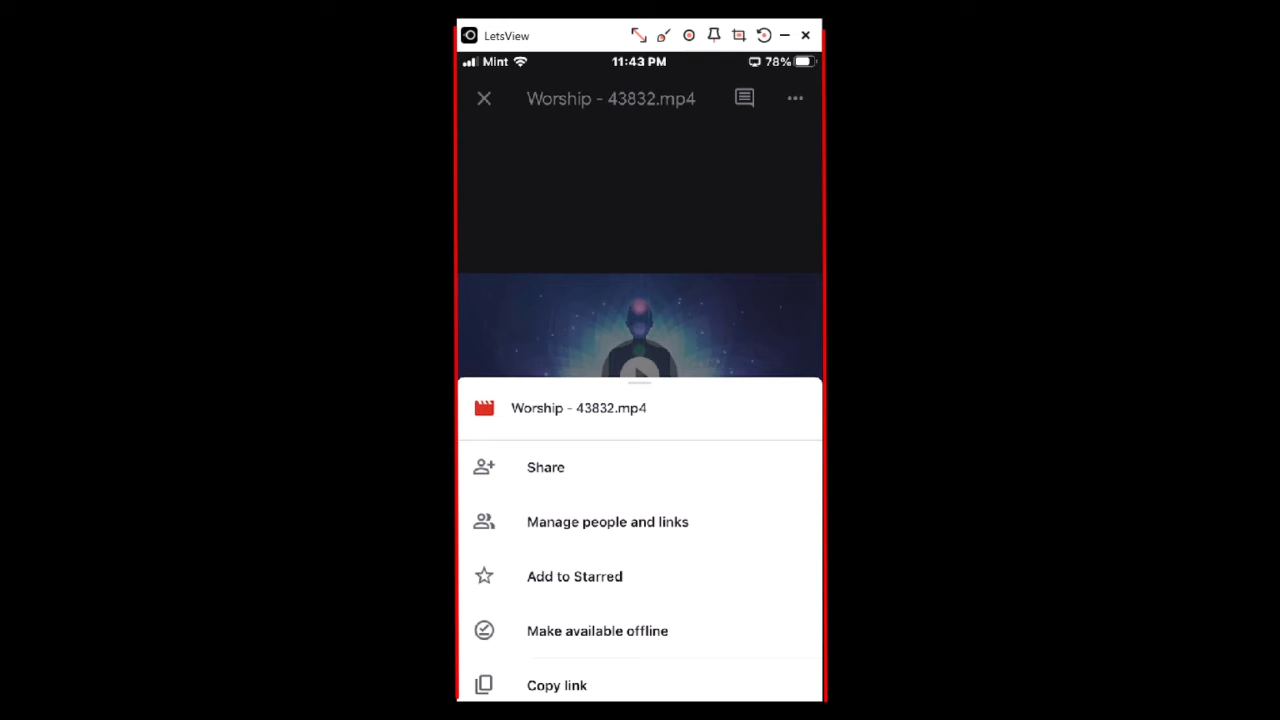 LetsView
Mint 11:43 PM 78%
Worship - 43832.mp4
Worship - 43832.mp4
Share
Manage people and links
Add to Starred
Make available offline
Copy link